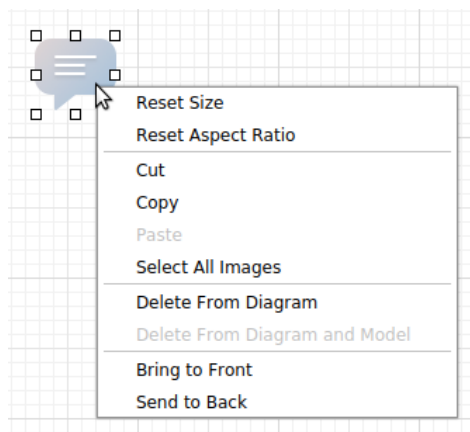 Reset Size
Reset Aspect Ratio
Cut
Copy
Paste
Select All Images
Delete From Diagram
Delete From Diagram and Model
Bring to Front
Send to Back